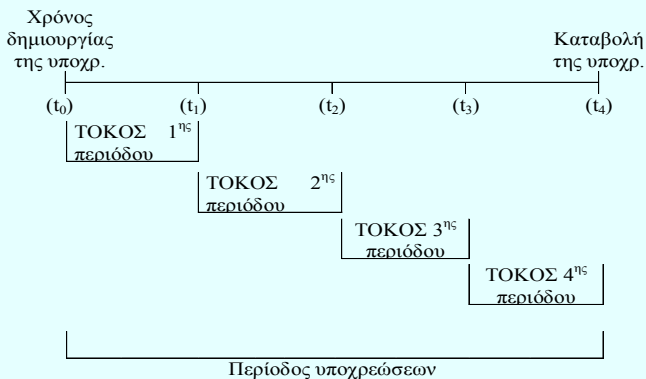 Χρόνος
δημιουργίας
της υποχρ.
Καταβολή
της υποχρ.
(t₀) (t₁) (t₂) (t₃) (t₄)
ΤΟΚΟΣ 1ης
περιόδου
ΤΟΚΟΣ 2ης
περιόδου
ΤΟΚΟΣ 3ης
περιόδου
ΤΟΚΟΣ 4ης
περιόδου
Περίοδος υποχρεώσεων